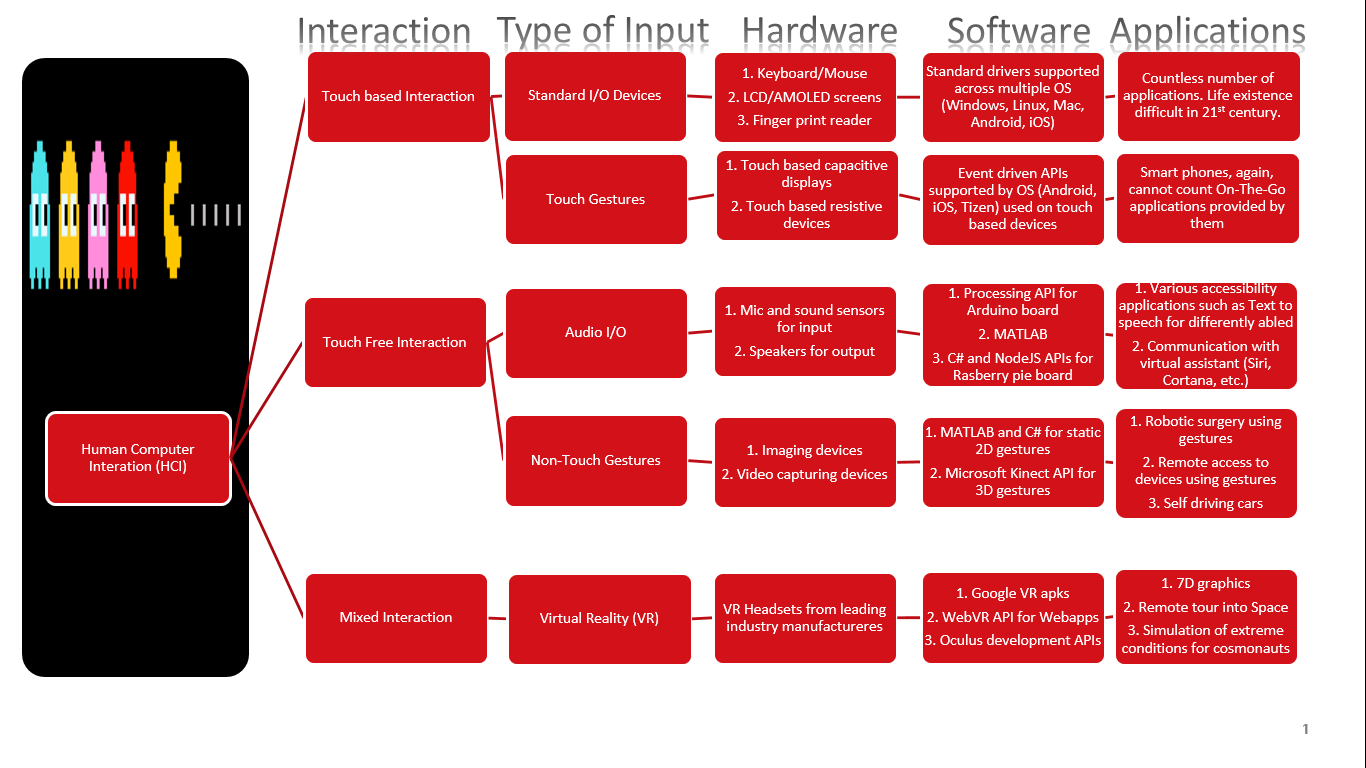 Interaction
Type of Input
Hardware
Software
Applications
Human Computer
Interation (HCI)
Touch based Interaction
Standard I/O Devices
1. Keyboard/Mouse
2. LCD/AMOLED screens
3. Finger print reader
Standard drivers supported
across multiple OS
(Windows, Linux, Mac,
Android, iOS)
Countless number of
applications. Life existence
difficult in 21st century.
Touch Gestures
1. Touch based capacitive
displays
2. Touch based resistive
devices
Event driven APIs
supported by OS (Android,
iOS, Tizen) used on touch
based devices
Smart phones, again,
cannot count On-The-Go
applications provided by
them
Touch Free Interaction
Audio I/O
1. Mic and sound sensors
for input
2. Speakers for output
1. Processing API for
Arduino board
2. MATLAB
3. C# and NodeJS APIs for
Rasberry pie board
1. Various accessibility
applications such as Text to
speech for differently abled
2. Communication with
virtual assistant (Siri,
Cortana, etc.)
Non-Touch Gestures
1. Imaging devices
2. Video capturing devices
1. MATLAB and C# for static
2D gestures
2. Microsoft Kinect API for
3D gestures
1. Robotic surgery using
gestures
2. Remote access to
devices using gestures
3. Self driving cars
Mixed Interaction
Virtual Reality (VR)
VR Headsets from leading
industry manufactureres
1. Google VR apks
2. WebVR API for Webapps
3. Oculus development APIs
1. 7D graphics
2. Remote tour into Space
3. Simulation of extreme
conditions for cosmonauts
1